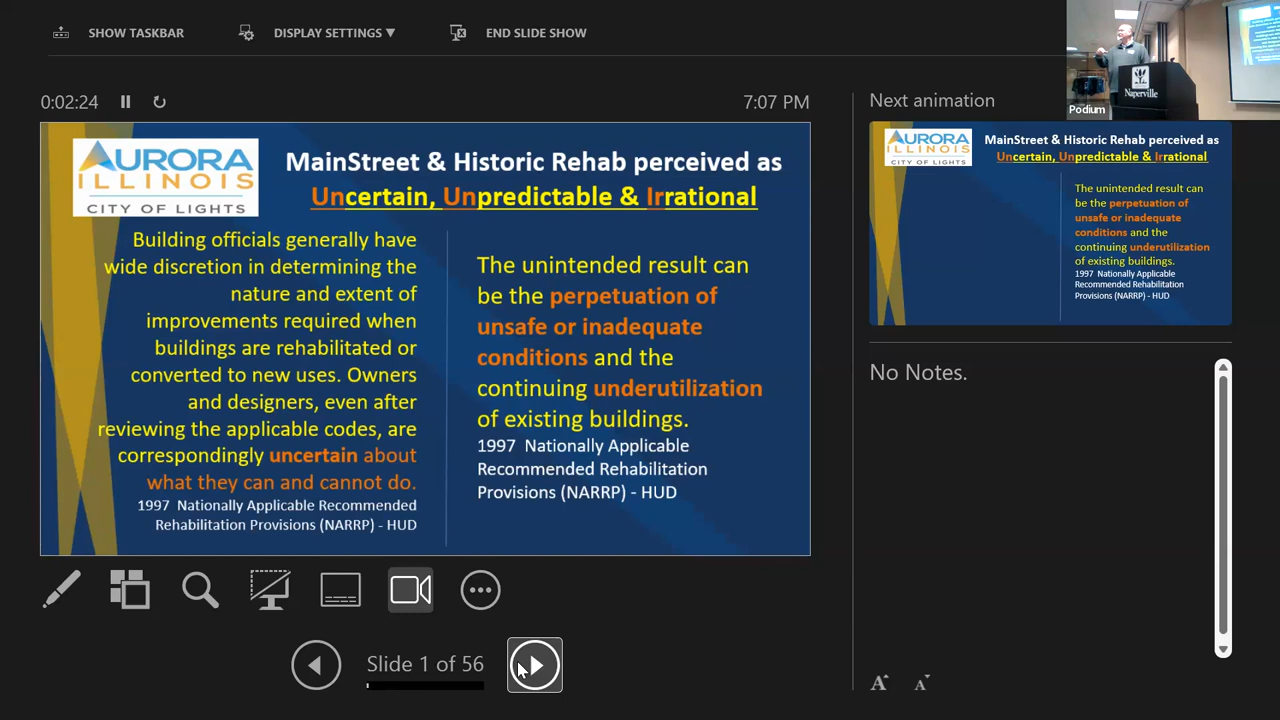 SHOW TASKBAR
DISPLAY SETTINGS ▼
END SLIDE SHOW
0:02:24
7:07 PM
AURORA
ILLINOIS
CITY OF LIGHTS
MainStreet & Historic Rehab perceived as
Uncertain, Unpredictable & Irrational
Building officials generally have
wide discretion in determining the
nature and extent of
improvements required when
buildings are rehabilitated or
converted to new uses. Owners
and designers, even after
reviewing the applicable codes, are
correspondingly uncertain about
what they can and cannot do.
1997 Nationally Applicable Recommended
Rehabilitation Provisions (NARRP) - HUD
The unintended result can
be the perpetuation of
unsafe or inadequate
conditions and the
continuing underutilization
of existing buildings.
1997 Nationally Applicable
Recommended Rehabilitation
Provisions (NARRP) - HUD
Slide 1 of 56
Next animation
AURORA
ILLINOIS
CITY OF LIGHTS
MainStreet & Historic Rehab perceived as
Uncertain, Unpredictable & Irrational
The unintended result can
be the perpetuation of
unsafe or inadequate
conditions and the
continuing underutilization
of existing buildings.
1997 Nationally Applicable
Recommended Rehabilitation
Provisions (NARRP) - HUD
No Notes.
A A
Naperville
Podium